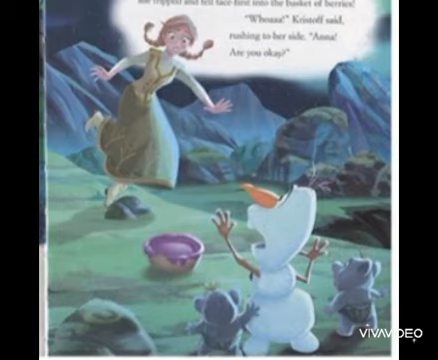 she tripped and fell face-first into the basket of berries!
"Whoaaa!" Kristoff said,
rushing to her side. "Anna!
Are you okay?"
VIVAVIDEO